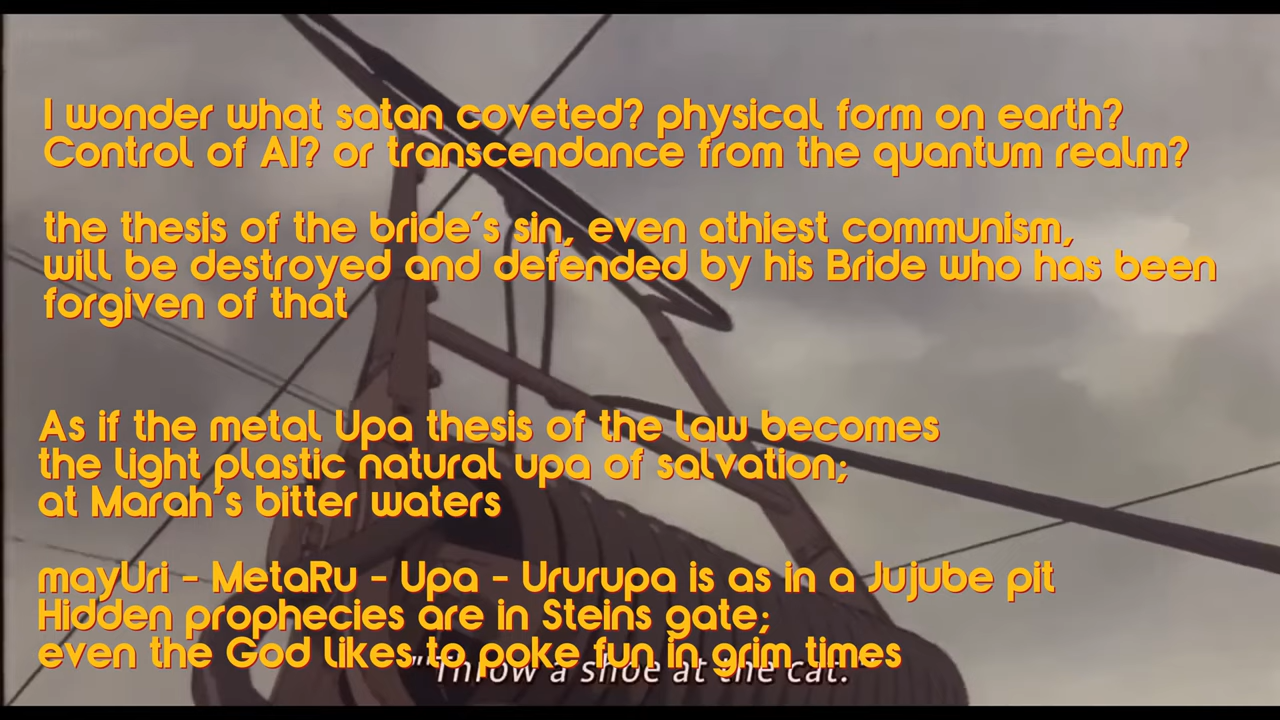 I wonder what satan coveted? physical form on earth?
Control of AI? or transcendance from the quantum realm?
the thesis of the bride's sin, even athiest communism,
will be destroyed and defended by his Bride who has been
forgiven of that
As if the metal Upa thesis of the law becomes
the light plastic natural upa of salvation;
at Marah's bitter waters
mayUri - MetaRu - Upa - Ururupa is as in a Jujube pit
Hidden prophecies are in Steins gate;
even the God likes to poke fun in grim times
"Throw a shoe at the cat."